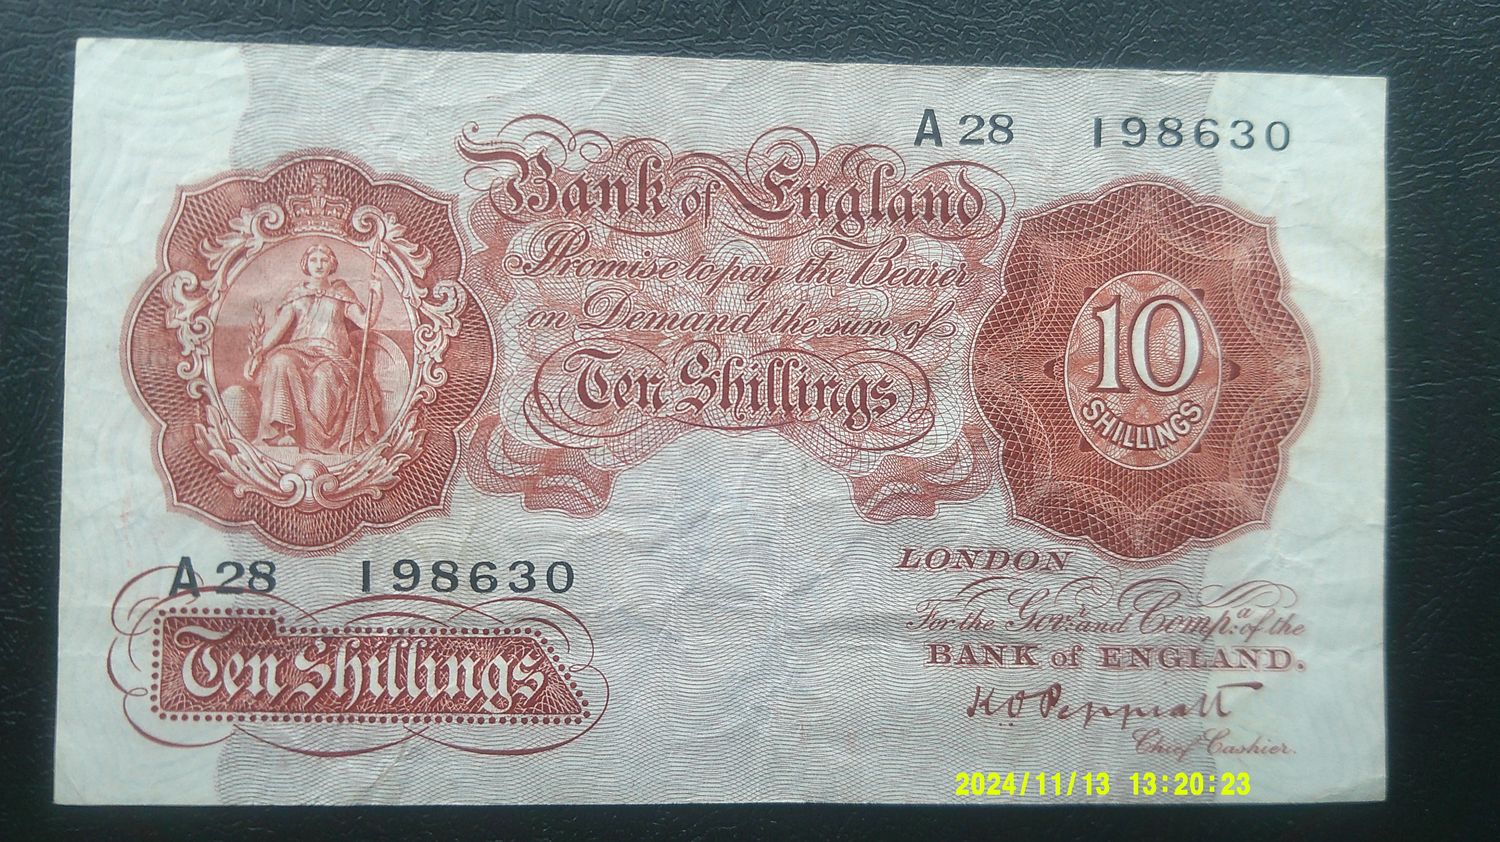 A28 198630
Bank of England
Promise to pay the Bearer
on Demand the sum of
Ten Shillings
10
SHILLINGS
A28 198630
Ten Shillings
LONDON
For the Govr. and Compa. of the
BANK of ENGLAND.
K O Peppiatt
Chief Cashier.
2024/11/13 13:20:23